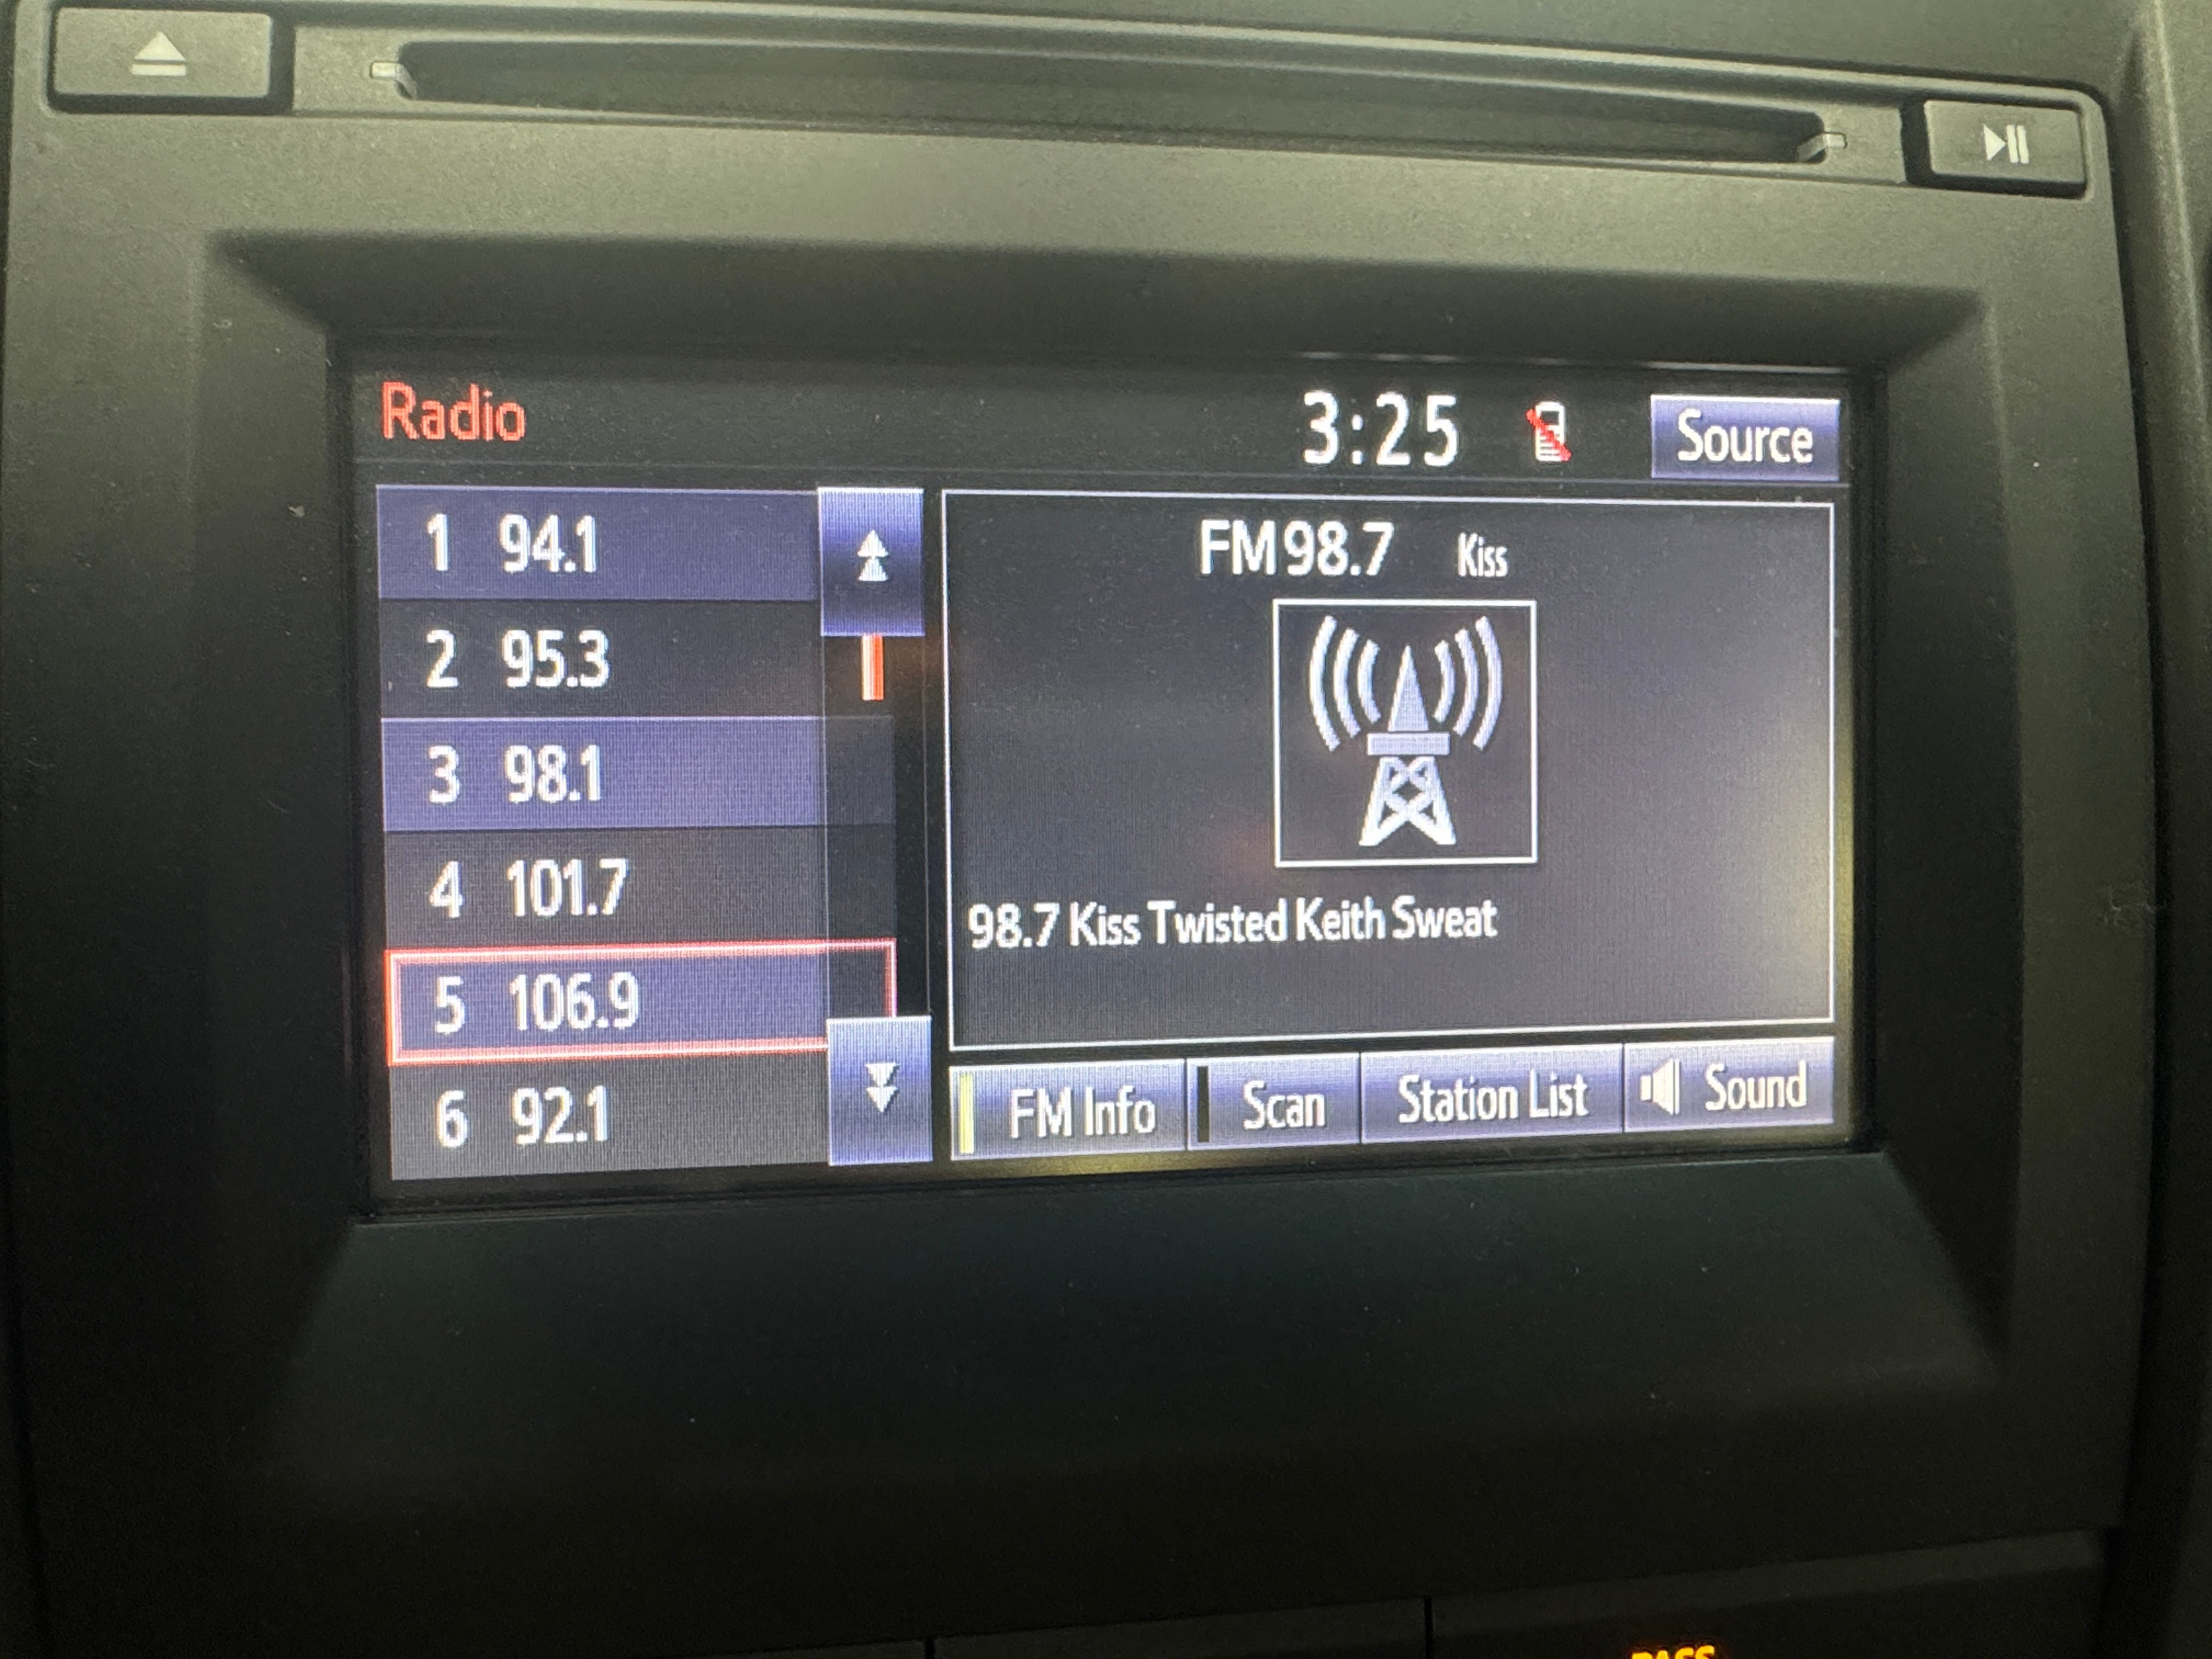 Radio
3:25
Source
1 94.1
2 95.3
3 98.1
4 101.7
5 106.9
6 92.1
FM 98.7 Kiss
98.7 Kiss Twisted Keith Sweat
FM Info
Scan
Station List
Sound
PASS